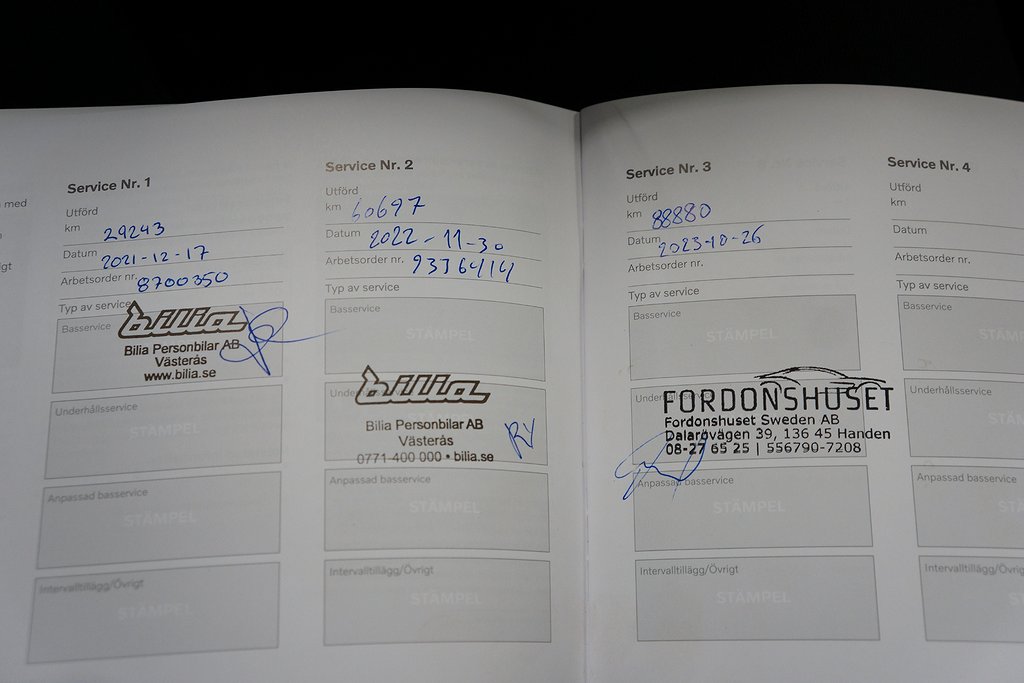 med
igt
Service Nr. 1
Utförd
km 29243
Datum 2021-12-17
Arbetsorder nr. 8700350
Typ av service
Basservice
bilia
Bilia Personbilar AB
Västerås
www.bilia.se
Underhållsservice
STÄMPEL
Anpassad basservice
STÄMPEL
Intervalltillägg/Övrigt
STÄMPEL
Service Nr. 2
Utförd
km 60697
Datum 2022-11-30
Arbetsorder nr. 9336414
Typ av service
Basservice
STÄMPEL
bilia
Bilia Personbilar AB
Västerås
0771-400 000 • bilia.se
RV
Anpassad basservice
STÄMPEL
Intervalltillägg/Övrigt
STÄMPEL
Service Nr. 3
Utförd
km 88880
Datum 2023-10-26
Arbetsorder nr.
Typ av service
Basservice
STÄMPEL
Underhållsservice
FORDONSHUSET
Fordonshuset Sweden AB
Dalarövägen 39, 136 45 Handen
08-27 65 25 | 556790-7208
Anpassad basservice
STÄMPEL
Intervalltillägg/Övrigt
STÄMPEL
Service Nr. 4
Utförd
km
Datum
Arbetsorder nr.
Typ av service
Basservice
Underhållsservice
Anpassad basservice
Intervalltillägg/Övrigt